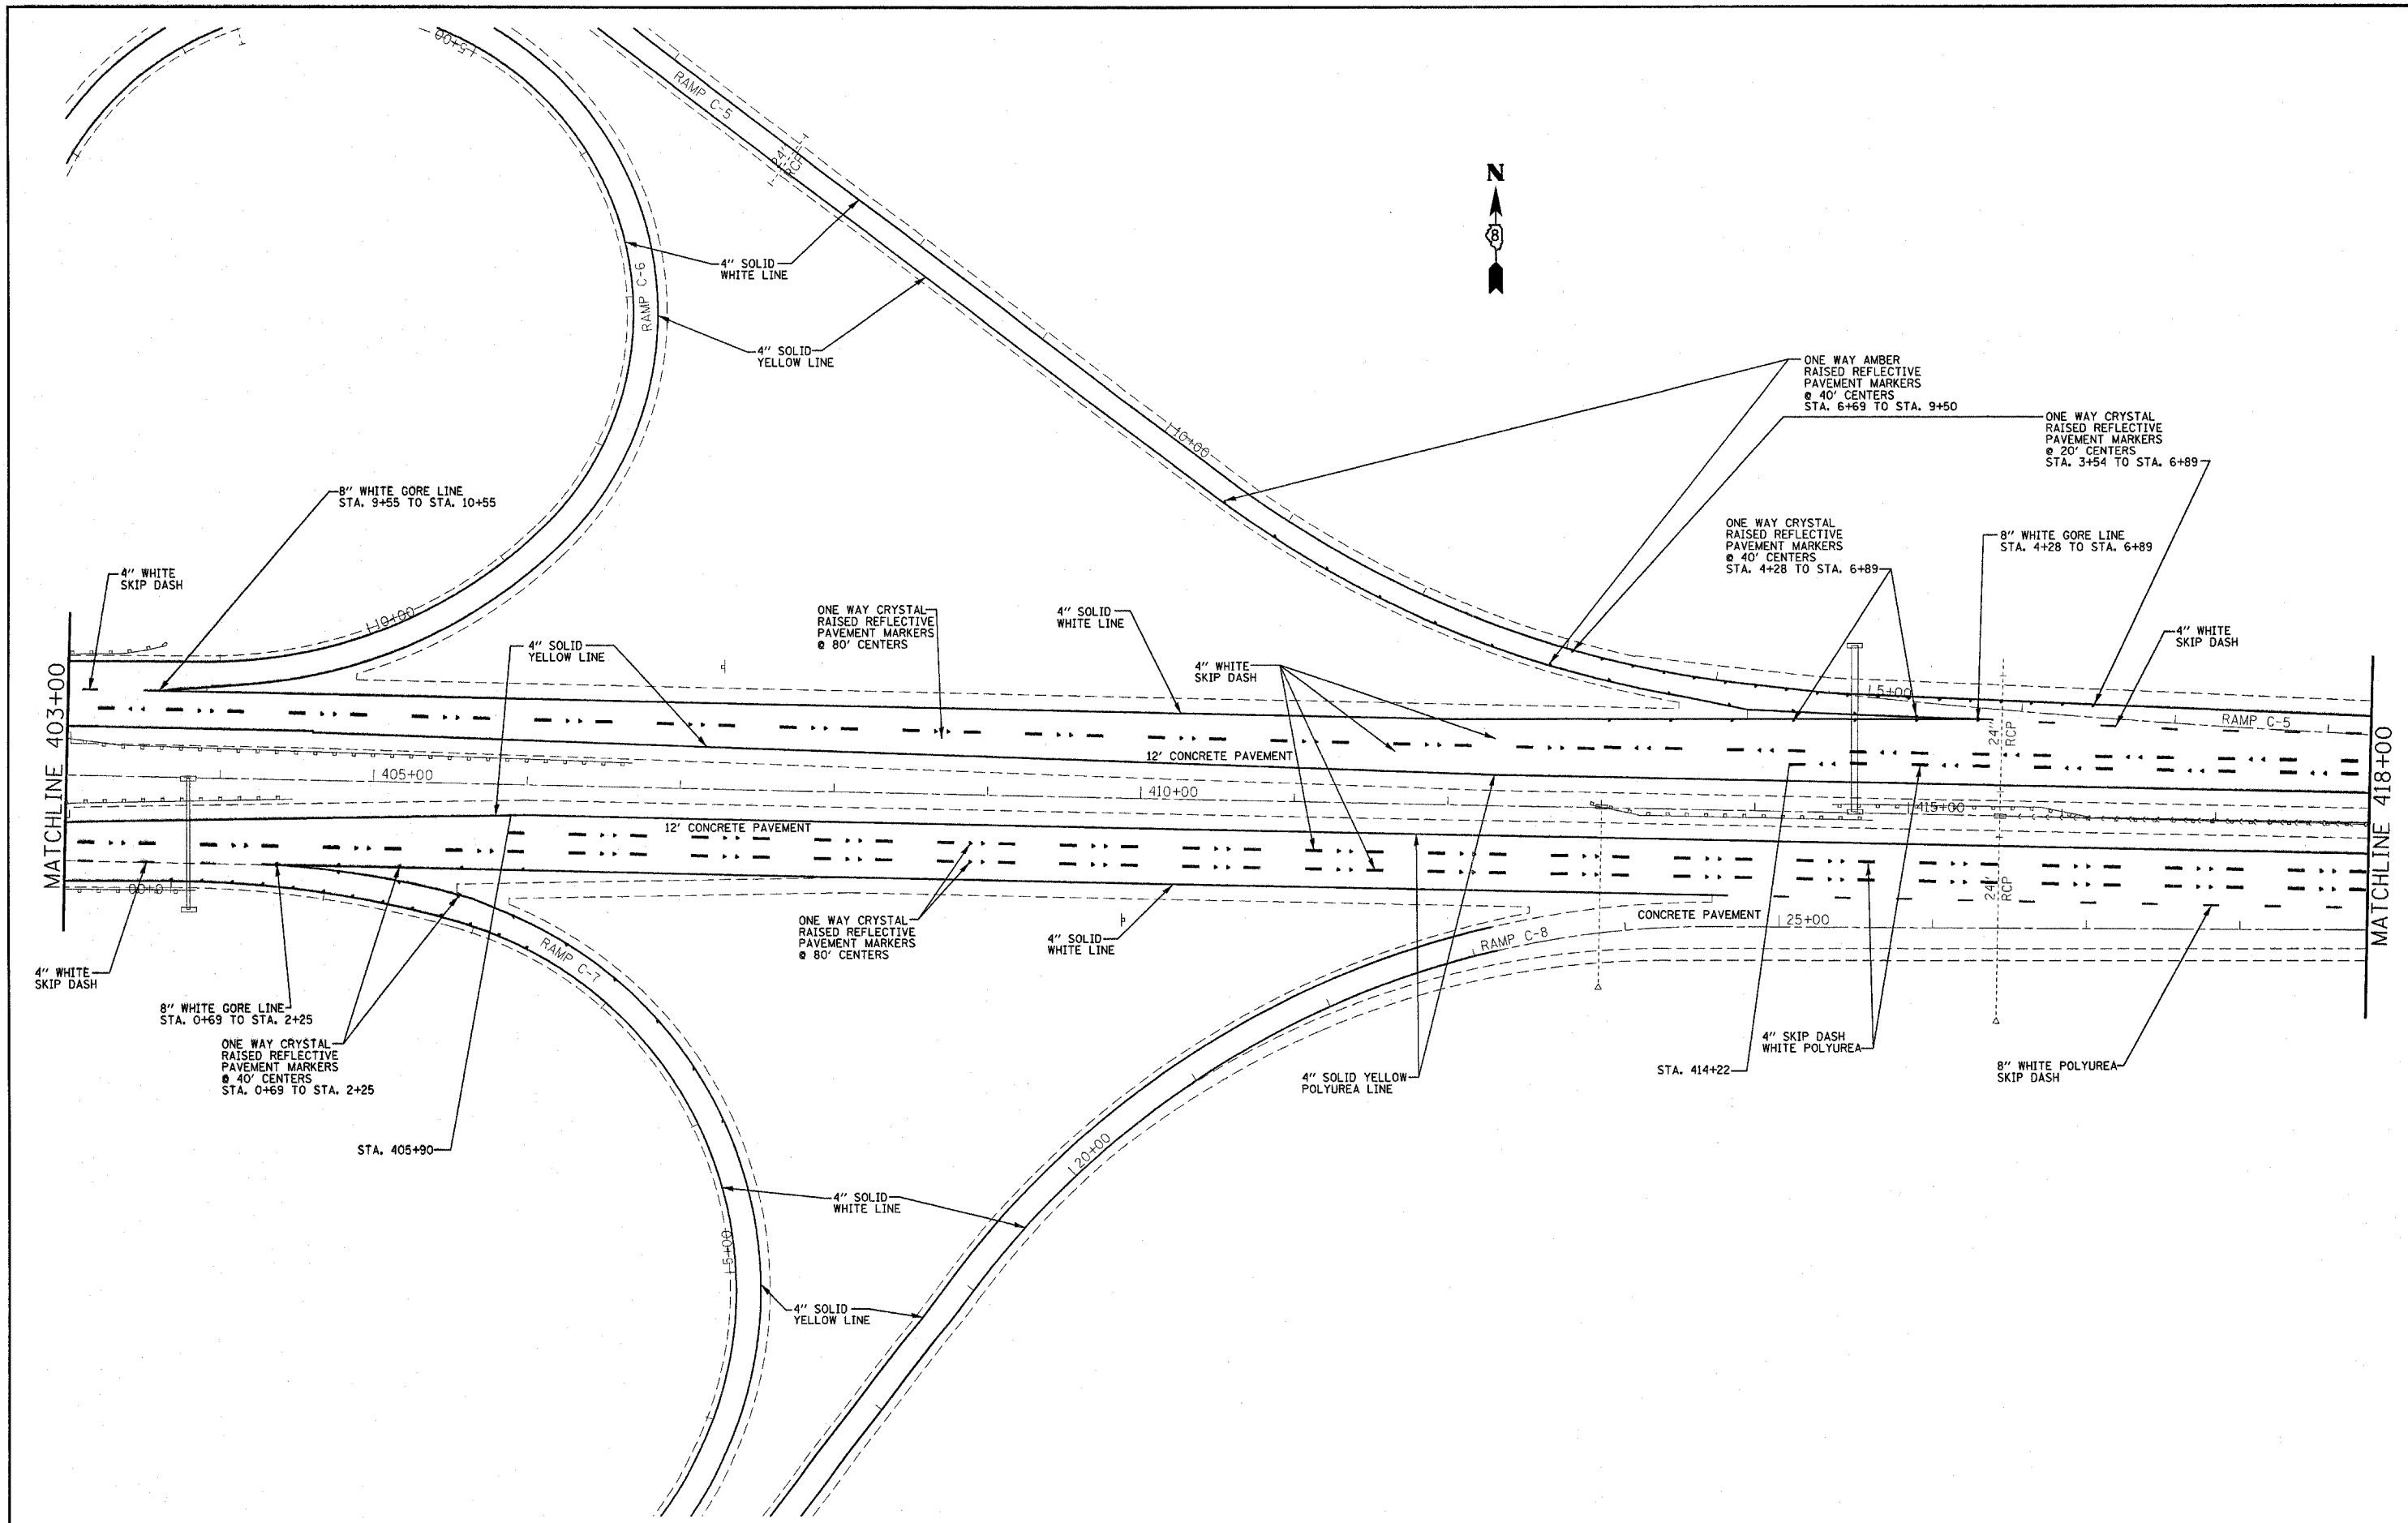 5+00
RAMP C-5
24"
RCP
N
8
4" SOLID
WHITE LINE
RAMP C-6
4" SOLID
YELLOW LINE
ONE WAY AMBER
RAISED REFLECTIVE
PAVEMENT MARKERS
@ 40' CENTERS
STA. 6+69 TO STA. 9+50
10+00
ONE WAY CRYSTAL
RAISED REFLECTIVE
PAVEMENT MARKERS
@ 20' CENTERS
STA. 3+54 TO STA. 6+89
8" WHITE GORE LINE
STA. 9+55 TO STA. 10+55
ONE WAY CRYSTAL
RAISED REFLECTIVE
PAVEMENT MARKERS
@ 40' CENTERS
STA. 4+28 TO STA. 6+89
8" WHITE GORE LINE
STA. 4+28 TO STA. 6+89
4" WHITE
SKIP DASH
10+00
ONE WAY CRYSTAL
RAISED REFLECTIVE
PAVEMENT MARKERS
@ 80' CENTERS
4" SOLID
WHITE LINE
4" SOLID
YELLOW LINE
4" WHITE
SKIP DASH
4" WHITE
SKIP DASH
MATCHLINE 403+00
5+00
RAMP C-5
24"
RCP
12' CONCRETE PAVEMENT
405+00
410+00
415+00
MATCHLINE 418+00
12' CONCRETE PAVEMENT
0+00
24"
RCP
ONE WAY CRYSTAL
RAISED REFLECTIVE
PAVEMENT MARKERS
@ 80' CENTERS
4" SOLID
WHITE LINE
CONCRETE PAVEMENT
25+00
RAMP C-8
RAMP C-7
4" WHITE
SKIP DASH
8" WHITE GORE LINE
STA. 0+69 TO STA. 2+25
ONE WAY CRYSTAL
RAISED REFLECTIVE
PAVEMENT MARKERS
@ 40' CENTERS
STA. 0+69 TO STA. 2+25
4" SOLID YELLOW
POLYUREA LINE
STA. 414+22
4" SKIP DASH
WHITE POLYUREA
8" WHITE POLYUREA
SKIP DASH
STA. 405+90
20+00
4" SOLID
WHITE LINE
5+00
4" SOLID
YELLOW LINE